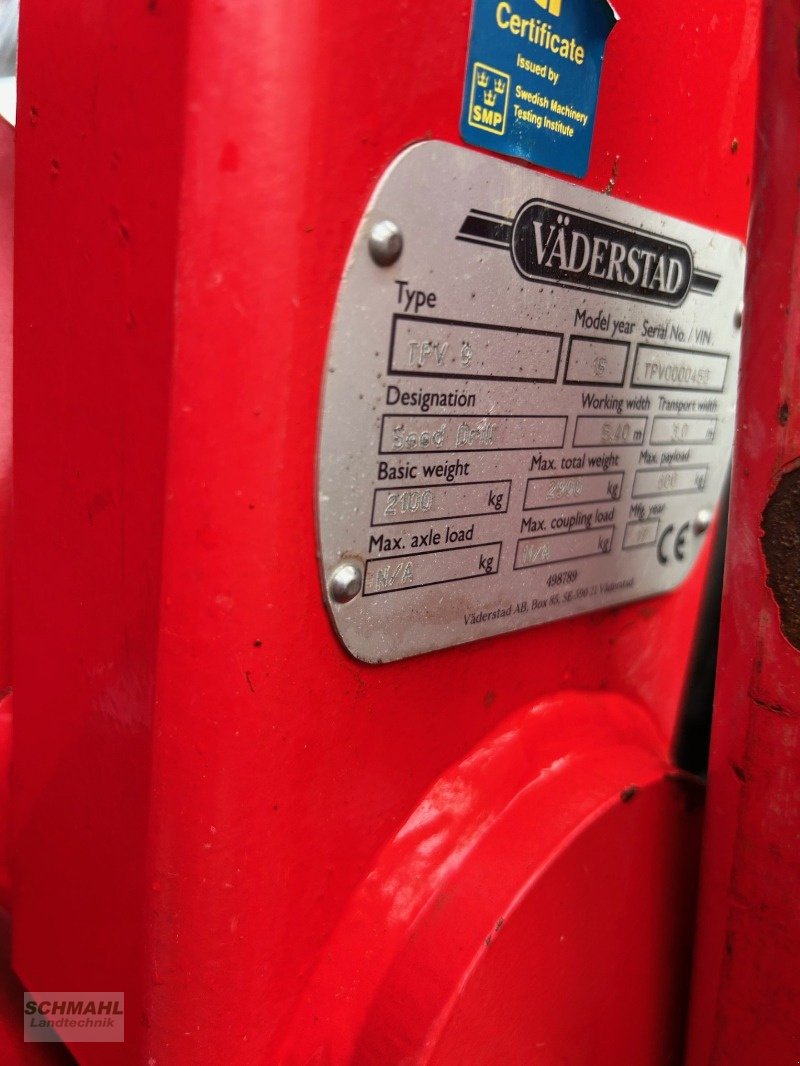 Certificate
Issued by
SMP
Swedish Machinery
Testing Institute
VÄDERSTAD
Type
Model year Serial No. / VIN
TPV 9
Designation
Working width Transport width
Seed Drill
m
3.0 m
Basic weight
Max. total weight
Max. payload
2100 kg
kg
kg
Max. axle load
Max. coupling load
Mfg. year
N/A kg
N/A kg
CE
498789
Väderstad AB, Box 85, SE-590 21 Väderstad
SCHMAHL
Landtechnik